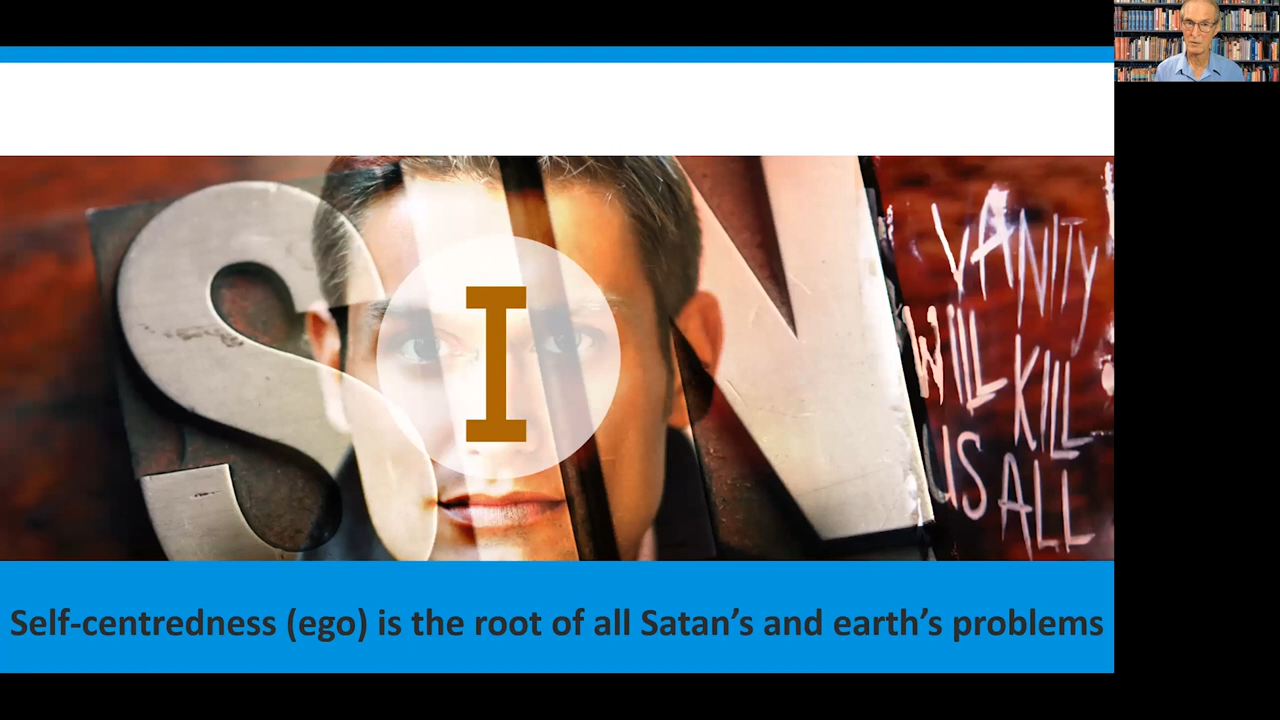 SIN
I
VANITY
WILL KILL
US ALL
Self-centredness (ego) is the root of all Satan’s and earth’s problems